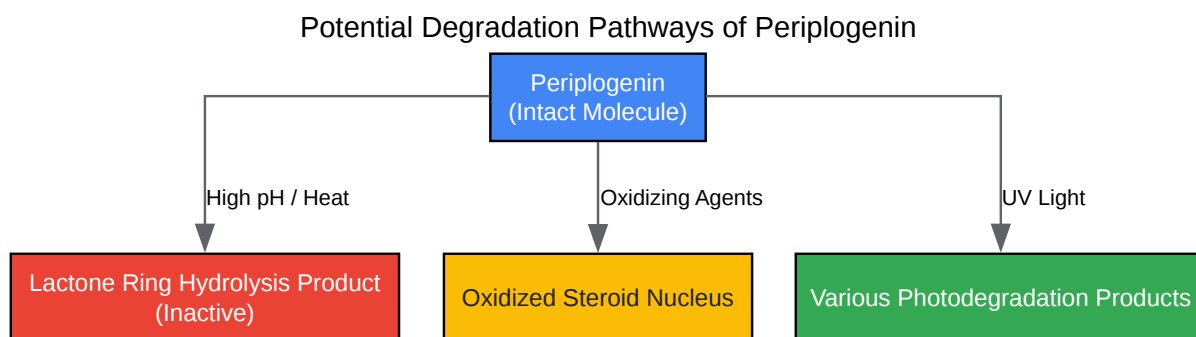 Potential Degradation Pathways of Periplogenin
Periplogenin
(Intact Molecule)
High pH / Heat
Oxidizing Agents
UV Light
Lactone Ring Hydrolysis Product
(Inactive)
Oxidized Steroid Nucleus
Various Photodegradation Products